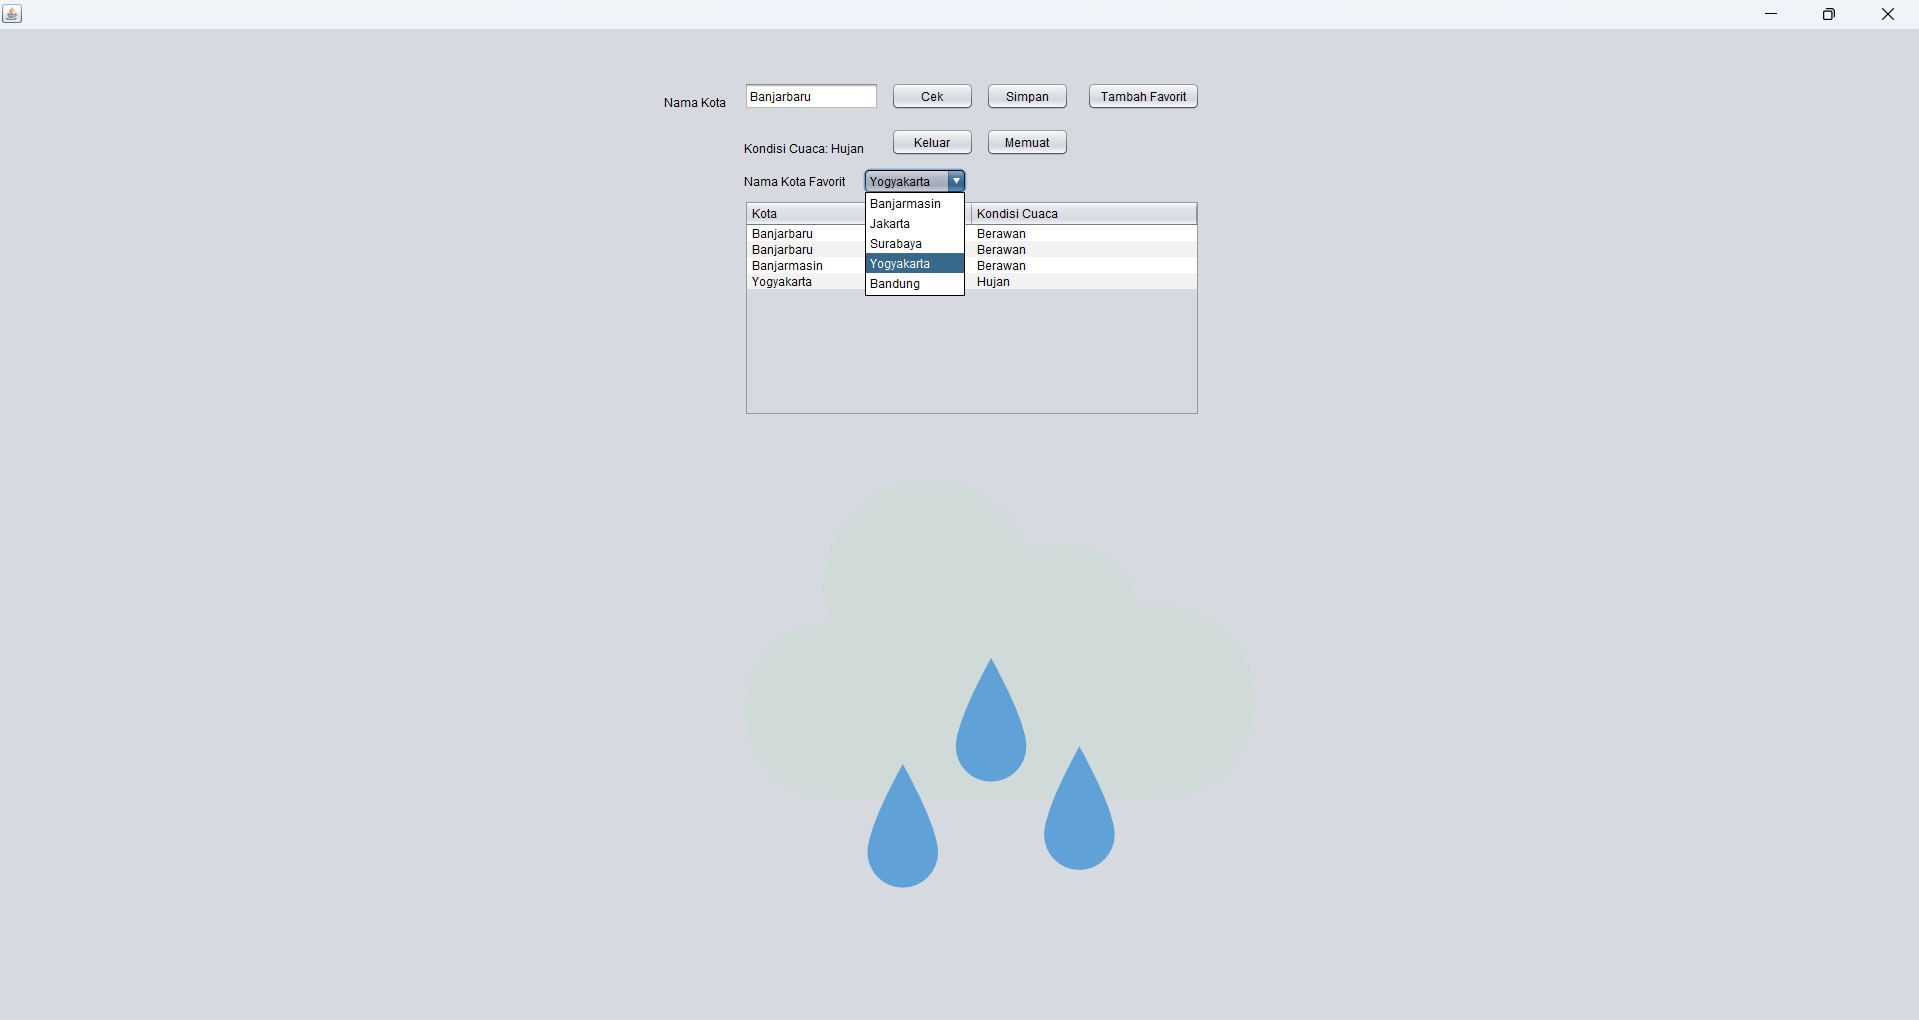 Nama Kota Banjarbaru Cek Simpan Tambah Favorit
Kondisi Cuaca: Hujan Keluar Memuat
Nama Kota Favorit Yogyakarta
Banjarmasin
Jakarta
Surabaya
Yogyakarta
Bandung
Kota Kondisi Cuaca
Banjarbaru Berawan
Banjarbaru Berawan
Banjarmasin Berawan
Yogyakarta Hujan